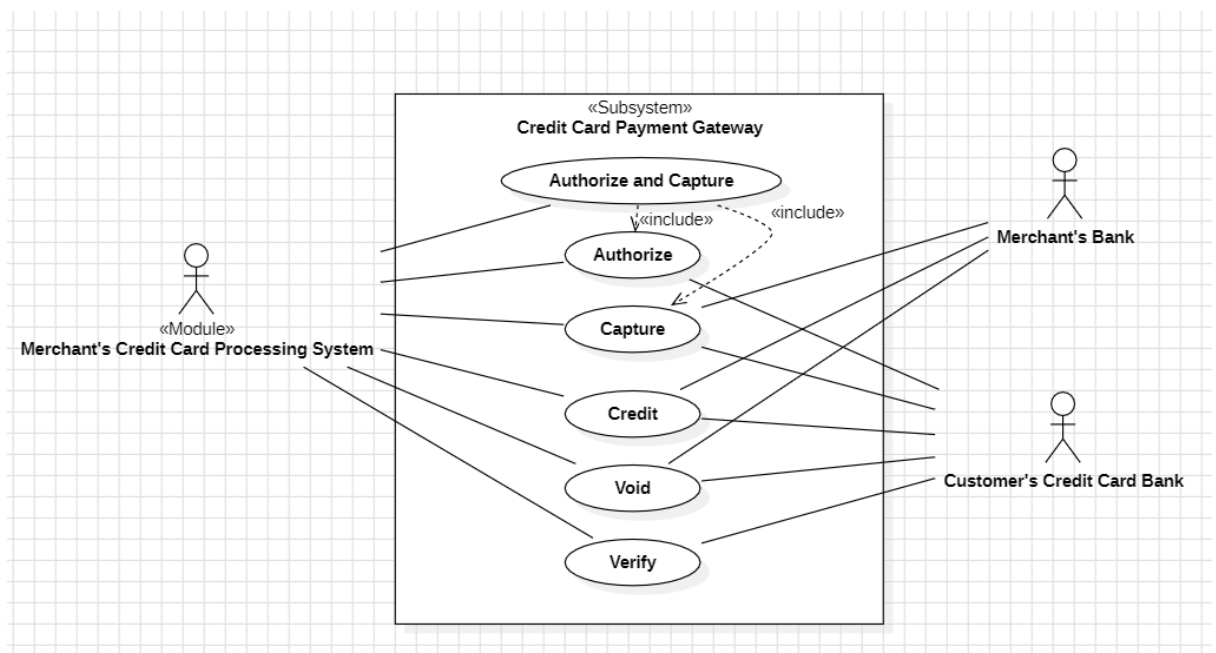 «Subsystem»
Credit Card Payment Gateway
Authorize and Capture
«include»
«include»
Authorize
Merchant's Bank
Capture
«Module»
Merchant's Credit Card Processing System
Credit
Customer's Credit Card Bank
Void
Verify